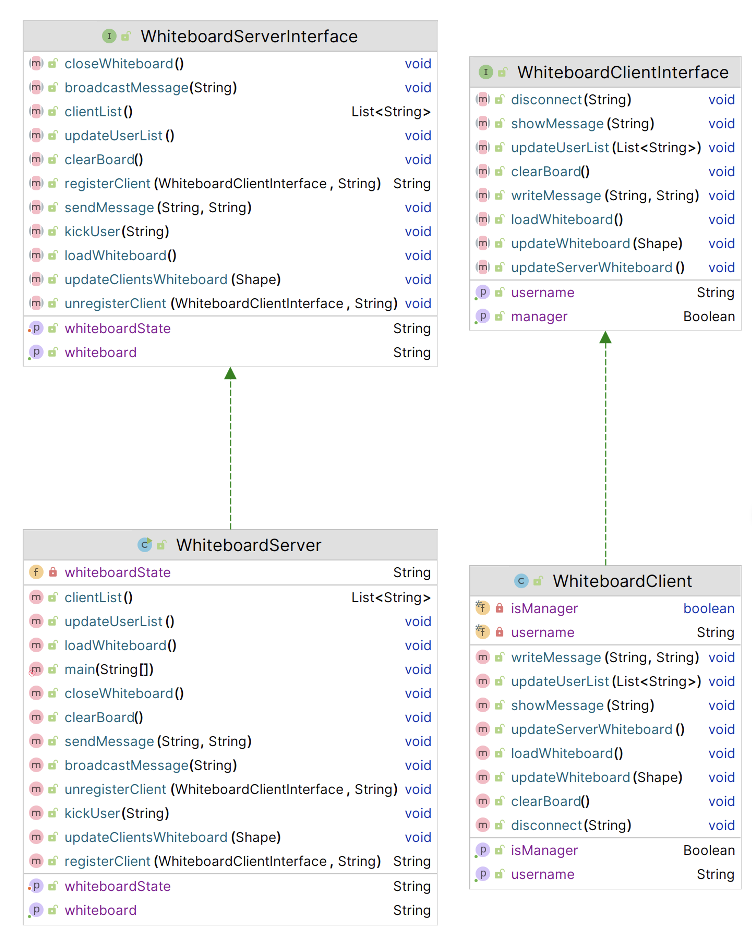 WhiteboardServerInterface
closeWhiteboard() void
broadcastMessage(String) void
clientList() List<String>
updateUserList() void
clearBoard() void
registerClient(WhiteboardClientInterface, String) String
sendMessage(String, String) void
kickUser(String) void
loadWhiteboard() void
updateClientsWhiteboard(Shape) void
unregisterClient(WhiteboardClientInterface, String) void
whiteboardState String
whiteboard String
WhiteboardClientInterface
disconnect(String) void
showMessage(String) void
updateUserList(List<String>) void
clearBoard() void
writeMessage(String, String) void
loadWhiteboard() void
updateWhiteboard(Shape) void
updateServerWhiteboard() void
username String
manager Boolean
WhiteboardServer
whiteboardState String
clientList() List<String>
updateUserList() void
loadWhiteboard() void
main(String[]) void
closeWhiteboard() void
clearBoard() void
sendMessage(String, String) void
broadcastMessage(String) void
unregisterClient(WhiteboardClientInterface, String) void
kickUser(String) void
updateClientsWhiteboard(Shape) void
registerClient(WhiteboardClientInterface, String) String
whiteboardState String
whiteboard String
WhiteboardClient
isManager boolean
username String
writeMessage(String, String) void
updateUserList(List<String>) void
showMessage(String) void
updateServerWhiteboard() void
loadWhiteboard() void
updateWhiteboard(Shape) void
clearBoard() void
disconnect(String) void
isManager Boolean
username String